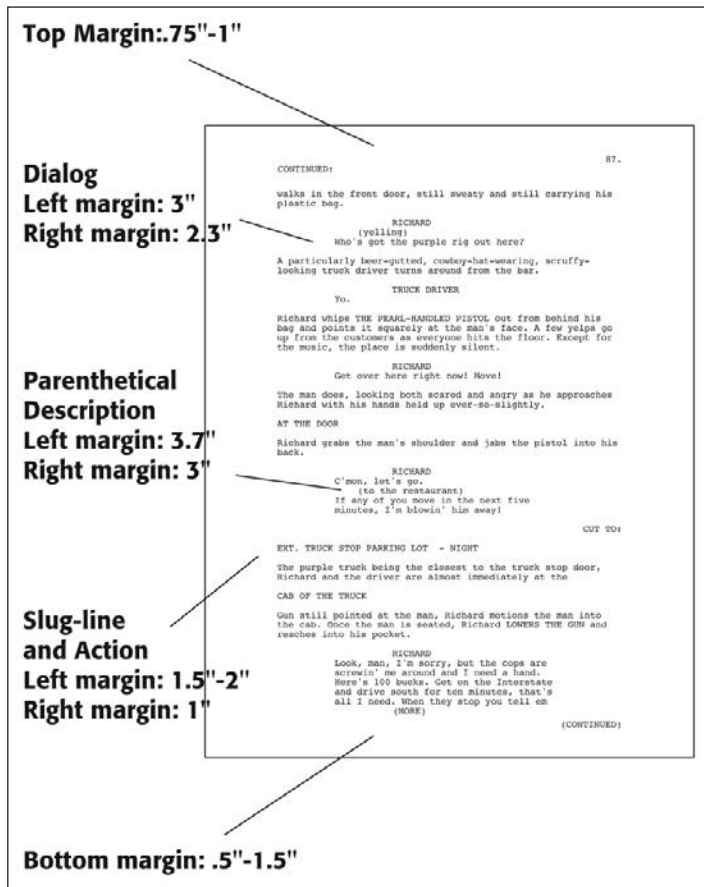 Top Margin:.75"-1"
87.
CONTINUED:
walks in the front door, still sweaty and still carrying his
plastic bag.
Dialog
Left margin: 3"
Right margin: 2.3"
RICHARD
(yelling)
Who's got the purple rig out here?
A particularly beer-gutted, cowboy-hat-wearing, scruffy-
looking truck driver turns around from the bar.
TRUCK DRIVER
Yo.
Richard whips THE PEARL-HANDLED PISTOL out from behind his
bag and points it squarely at the man's face. A few yelps go
up from the customers as everyone hits the floor. Except for
the music, the place is suddenly silent.
RICHARD
Get over here right now! Move!
Parenthetical
Description
Left margin: 3.7"
Right margin: 3"
The man does, looking both scared and angry as he approaches
Richard with his hands held up ever-so-slightly.
AT THE DOOR
Richard grabs the man's shoulder and jabs the pistol into his
back.
RICHARD
C'mon, let's go.
(to the restaurant)
If any of you move in the next five
minutes, I'm blowin' him away!
CUT TO:
EXT. TRUCK STOP PARKING LOT - NIGHT
The purple truck being the closest to the truck stop door,
Richard and the driver are almost immediately at the
CAB OF THE TRUCK
Slug-line
and Action
Left margin: 1.5"-2"
Right margin: 1"
Gun still pointed at the man, Richard motions the man into
the cab. Once the man is seated, Richard LOWERS THE GUN and
reaches into his pocket.
RICHARD
Look, man, I'm sorry, but the cops are
screwin' me around and I need a hand.
Here's 100 bucks. Get on the Interstate
and drive south for ten minutes, that's
all I need. When they stop you tell em
(MORE)
(CONTINUED)
Bottom margin: .5"-1.5"